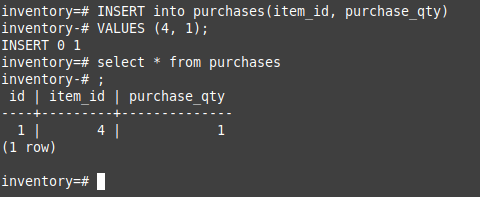 inventory=# INSERT into purchases(item_id, purchase_qty)
inventory-# VALUES (4, 1);
INSERT 0 1
inventory=# select * from purchases
inventory-# ;
 id | item_id | purchase_qty
----+---------+--------------
  1 |       4 |            1
(1 row)

inventory=#